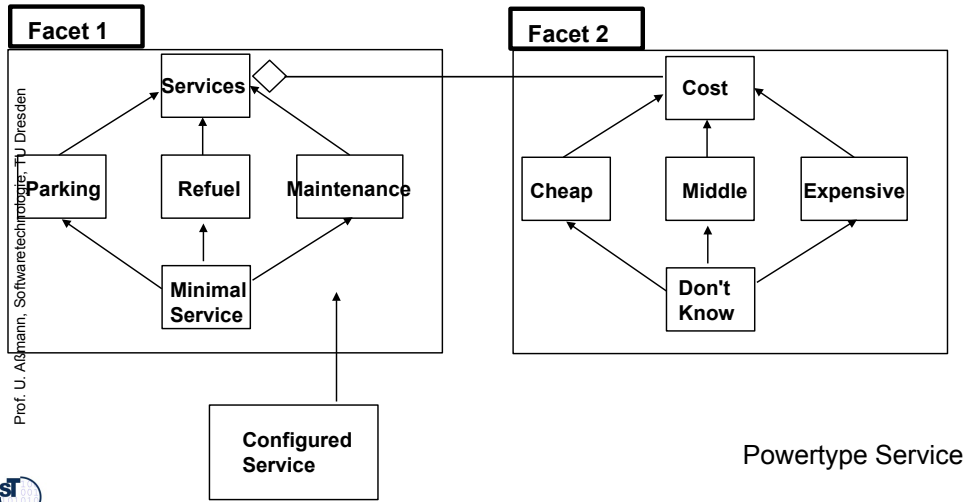 Facet 1
Facet 2
Services
Cost
Parking
Refuel
Maintenance
Cheap
Middle
Expensive
Minimal
Service
Don't
Know
Configured
Service
Powertype Service
Prof. U. Aßmann, Softwaretechnologie, TU Dresden
ST